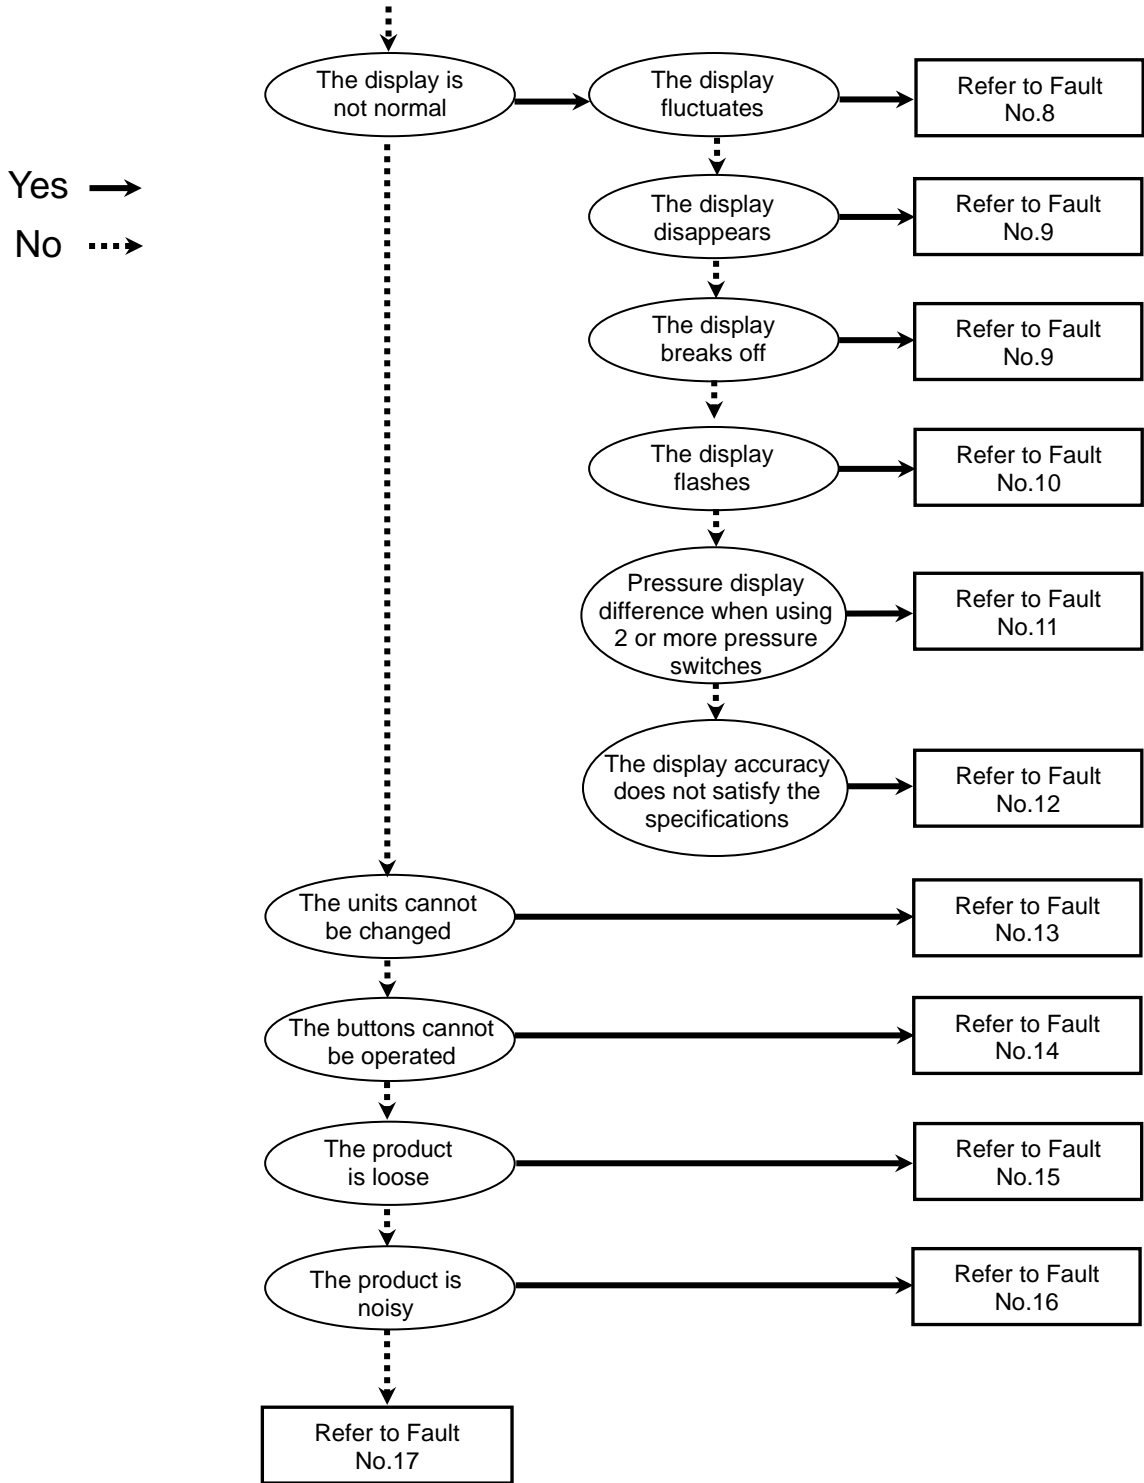 The display is
not normal
The display
fluctuates
Refer to Fault
No.8
Yes
No
The display
disappears
Refer to Fault
No.9
The display
breaks off
Refer to Fault
No.9
The display
flashes
Refer to Fault
No.10
Pressure display
difference when using
2 or more pressure
switches
Refer to Fault
No.11
The display accuracy
does not satisfy the
specifications
Refer to Fault
No.12
The units cannot
be changed
Refer to Fault
No.13
The buttons cannot
be operated
Refer to Fault
No.14
The product
is loose
Refer to Fault
No.15
The product is
noisy
Refer to Fault
No.16
Refer to Fault
No.17